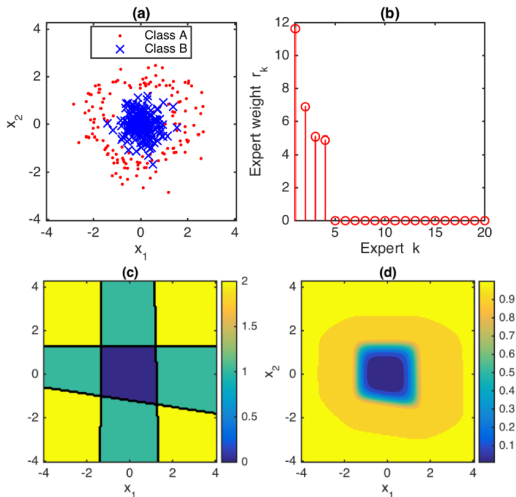 (a)
Class A
Class B
4
2
0
-2
-4
x2
-4 -2 0 2 4
x1
(b)
12
10
8
6
4
2
0
Expert weight rk
5 10 15 20
Expert k
(c)
4
2
0
-2
-4
-4 -2 0 2 4
x1
2
1.5
1
0.5
0
(d)
4
2
0
-2
-4
x2
-4 -2 0 2 4
x1
0.9
0.8
0.7
0.6
0.5
0.4
0.3
0.2
0.1